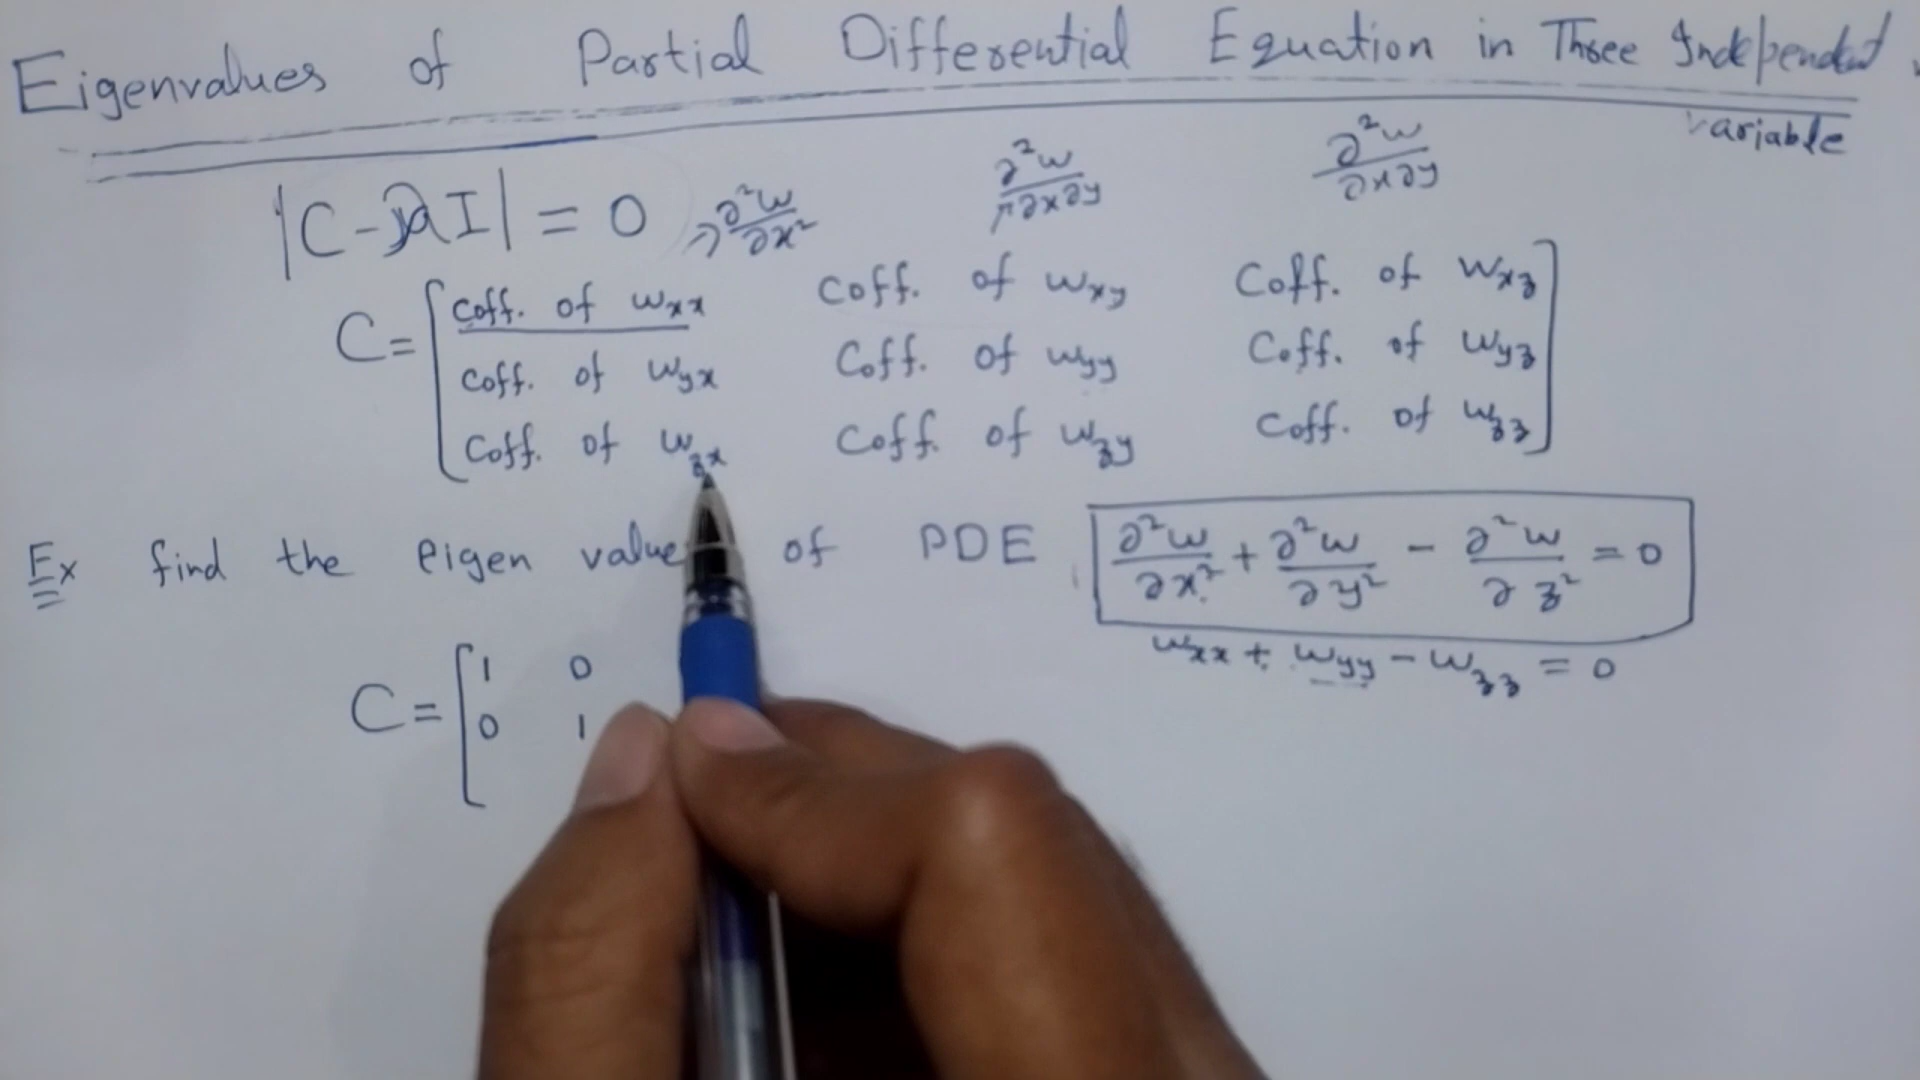 Eigenvalues of Partial Differential Equation in Three Independent
variable
|C-λI| = 0 → ∂²w/∂x² ∂²w/∂x∂y ∂²w/∂x∂y
C = [coff. of wxx coff. of wxy Coff. of wxz
coff. of wyx Coff. of wyy Coff. of wyz
Coff. of wzx Coff. of wzy Coff. of wzz]
Ex find the eigen value of PDE ∂²w/∂x² + ∂²w/∂y² - ∂²w/∂z² = 0
wxx + wyy - wzz = 0
C = [1 0
0 1